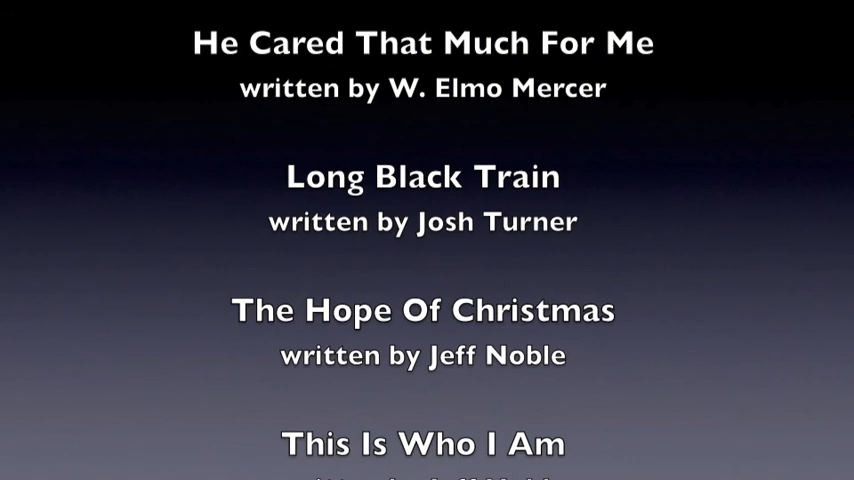 He Cared That Much For Me
written by W. Elmo Mercer
Long Black Train
written by Josh Turner
The Hope Of Christmas
written by Jeff Noble
This Is Who I Am